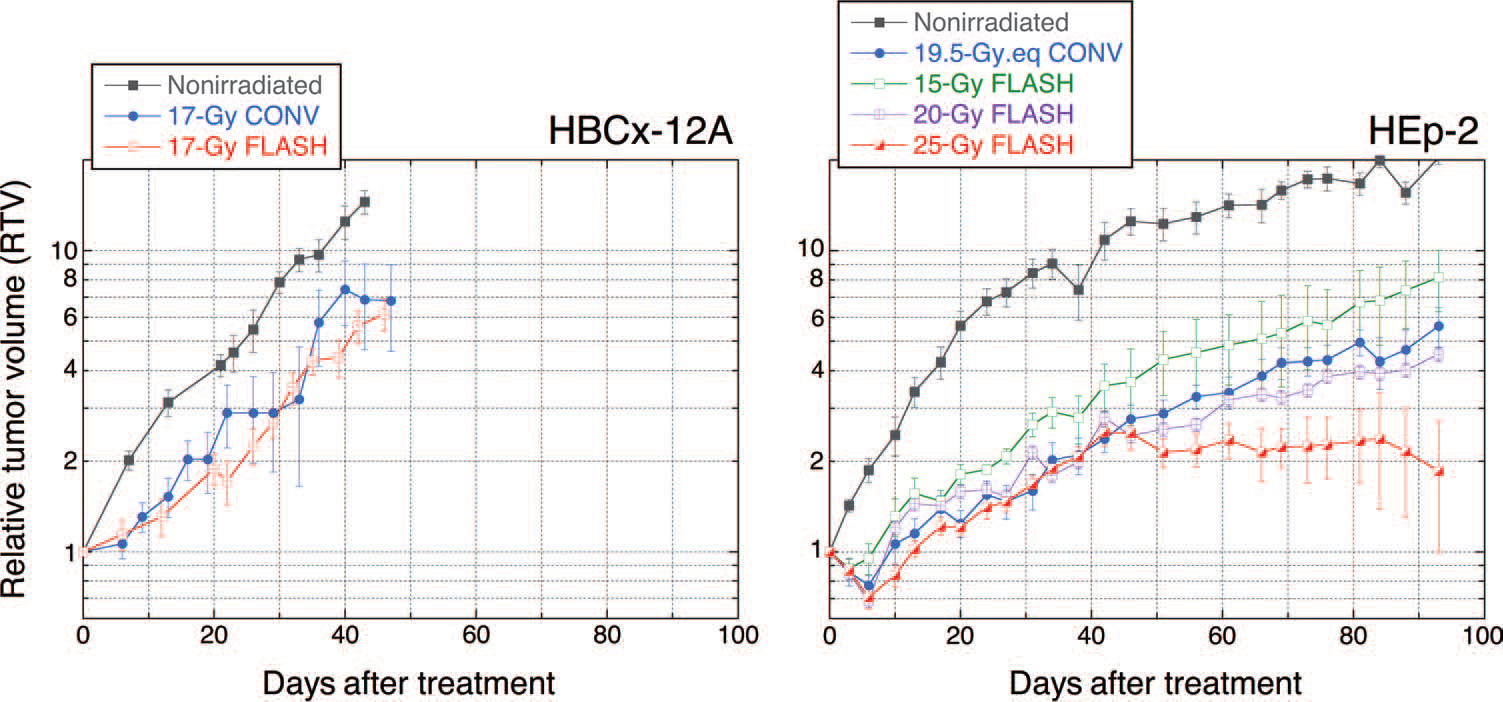 Nonirradiated
17-Gy CONV
17-Gy FLASH
HBCx-12A
Relative tumor volume (RTV)
10
8
6
4
2
1
0
20
40
60
80
100
Days after treatment
Nonirradiated
19.5-Gy.eq CONV
15-Gy FLASH
20-Gy FLASH
25-Gy FLASH
HEp-2
10
8
6
4
2
1
0
20
40
60
80
100
Days after treatment